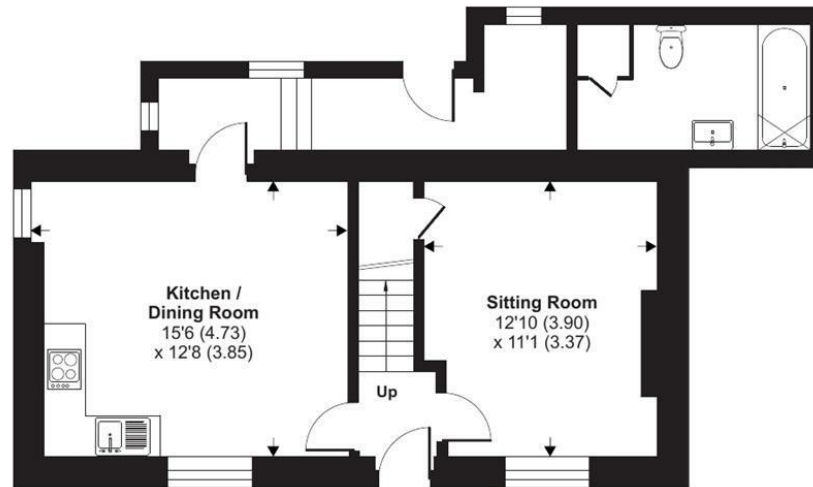 Kitchen /
Dining Room
15'6 (4.73)
x 12'8 (3.85)
Sitting Room
12'10 (3.90)
x 11'1 (3.37)
Up